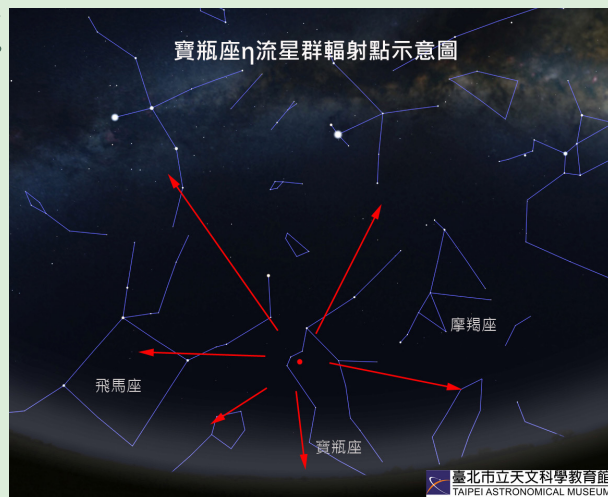 寶瓶座η流星群輻射點示意圖
摩羯座
飛馬座
寶瓶座
臺北市立天文科學教育館
TAIPEI ASTRONOMICAL MUSEUM